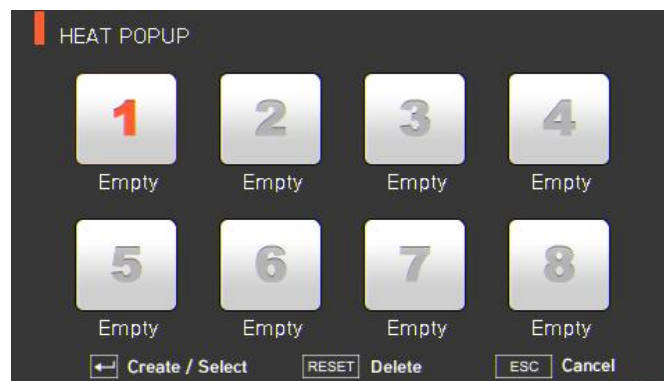 HEAT POPUP
1 2 3 4
Empty Empty Empty Empty
5 6 7 8
Empty Empty Empty Empty
↵ Create / Select RESET Delete ESC Cancel